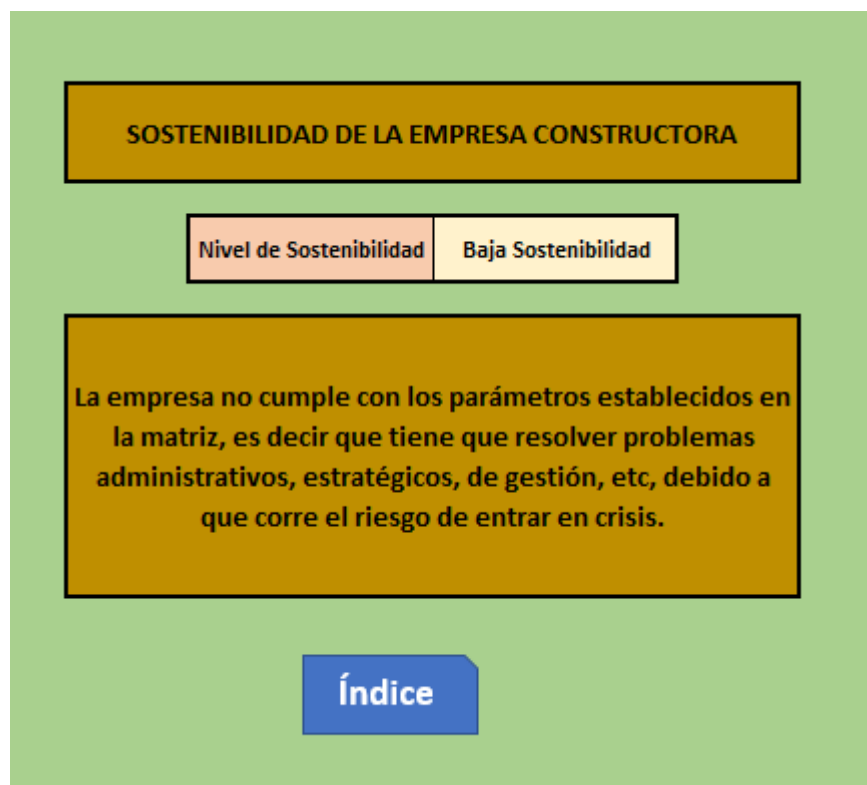 SOSTENIBILIDAD DE LA EMPRESA CONSTRUCTORA
Nivel de Sostenibilidad Baja Sostenibilidad
La empresa no cumple con los parámetros establecidos en
la matriz, es decir que tiene que resolver problemas
administrativos, estratégicos, de gestión, etc, debido a
que corre el riesgo de entrar en crisis.
Índice